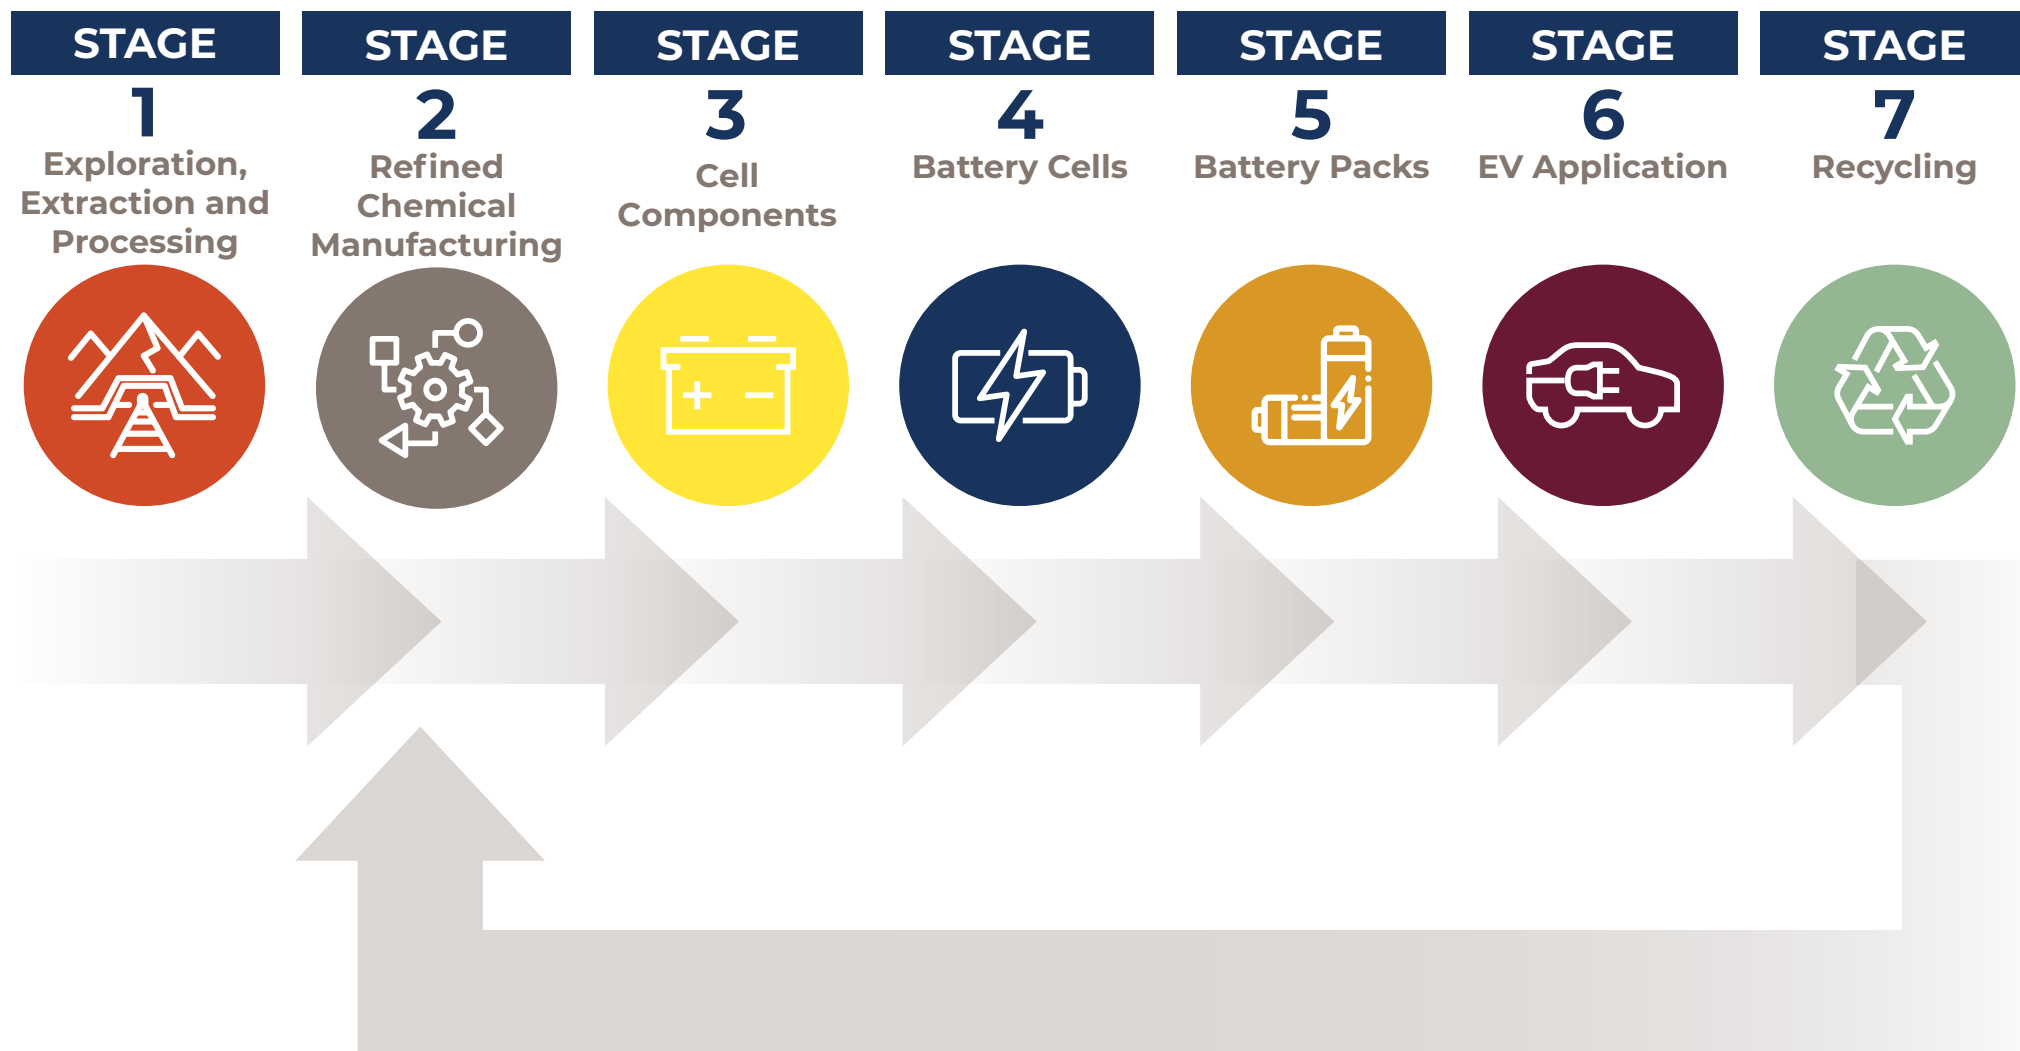 STAGE
1
Exploration,
Extraction and
Processing
STAGE
2
Refined
Chemical
Manufacturing
STAGE
3
Cell
Components
STAGE
4
Battery Cells
STAGE
5
Battery Packs
STAGE
6
EV Application
STAGE
7
Recycling